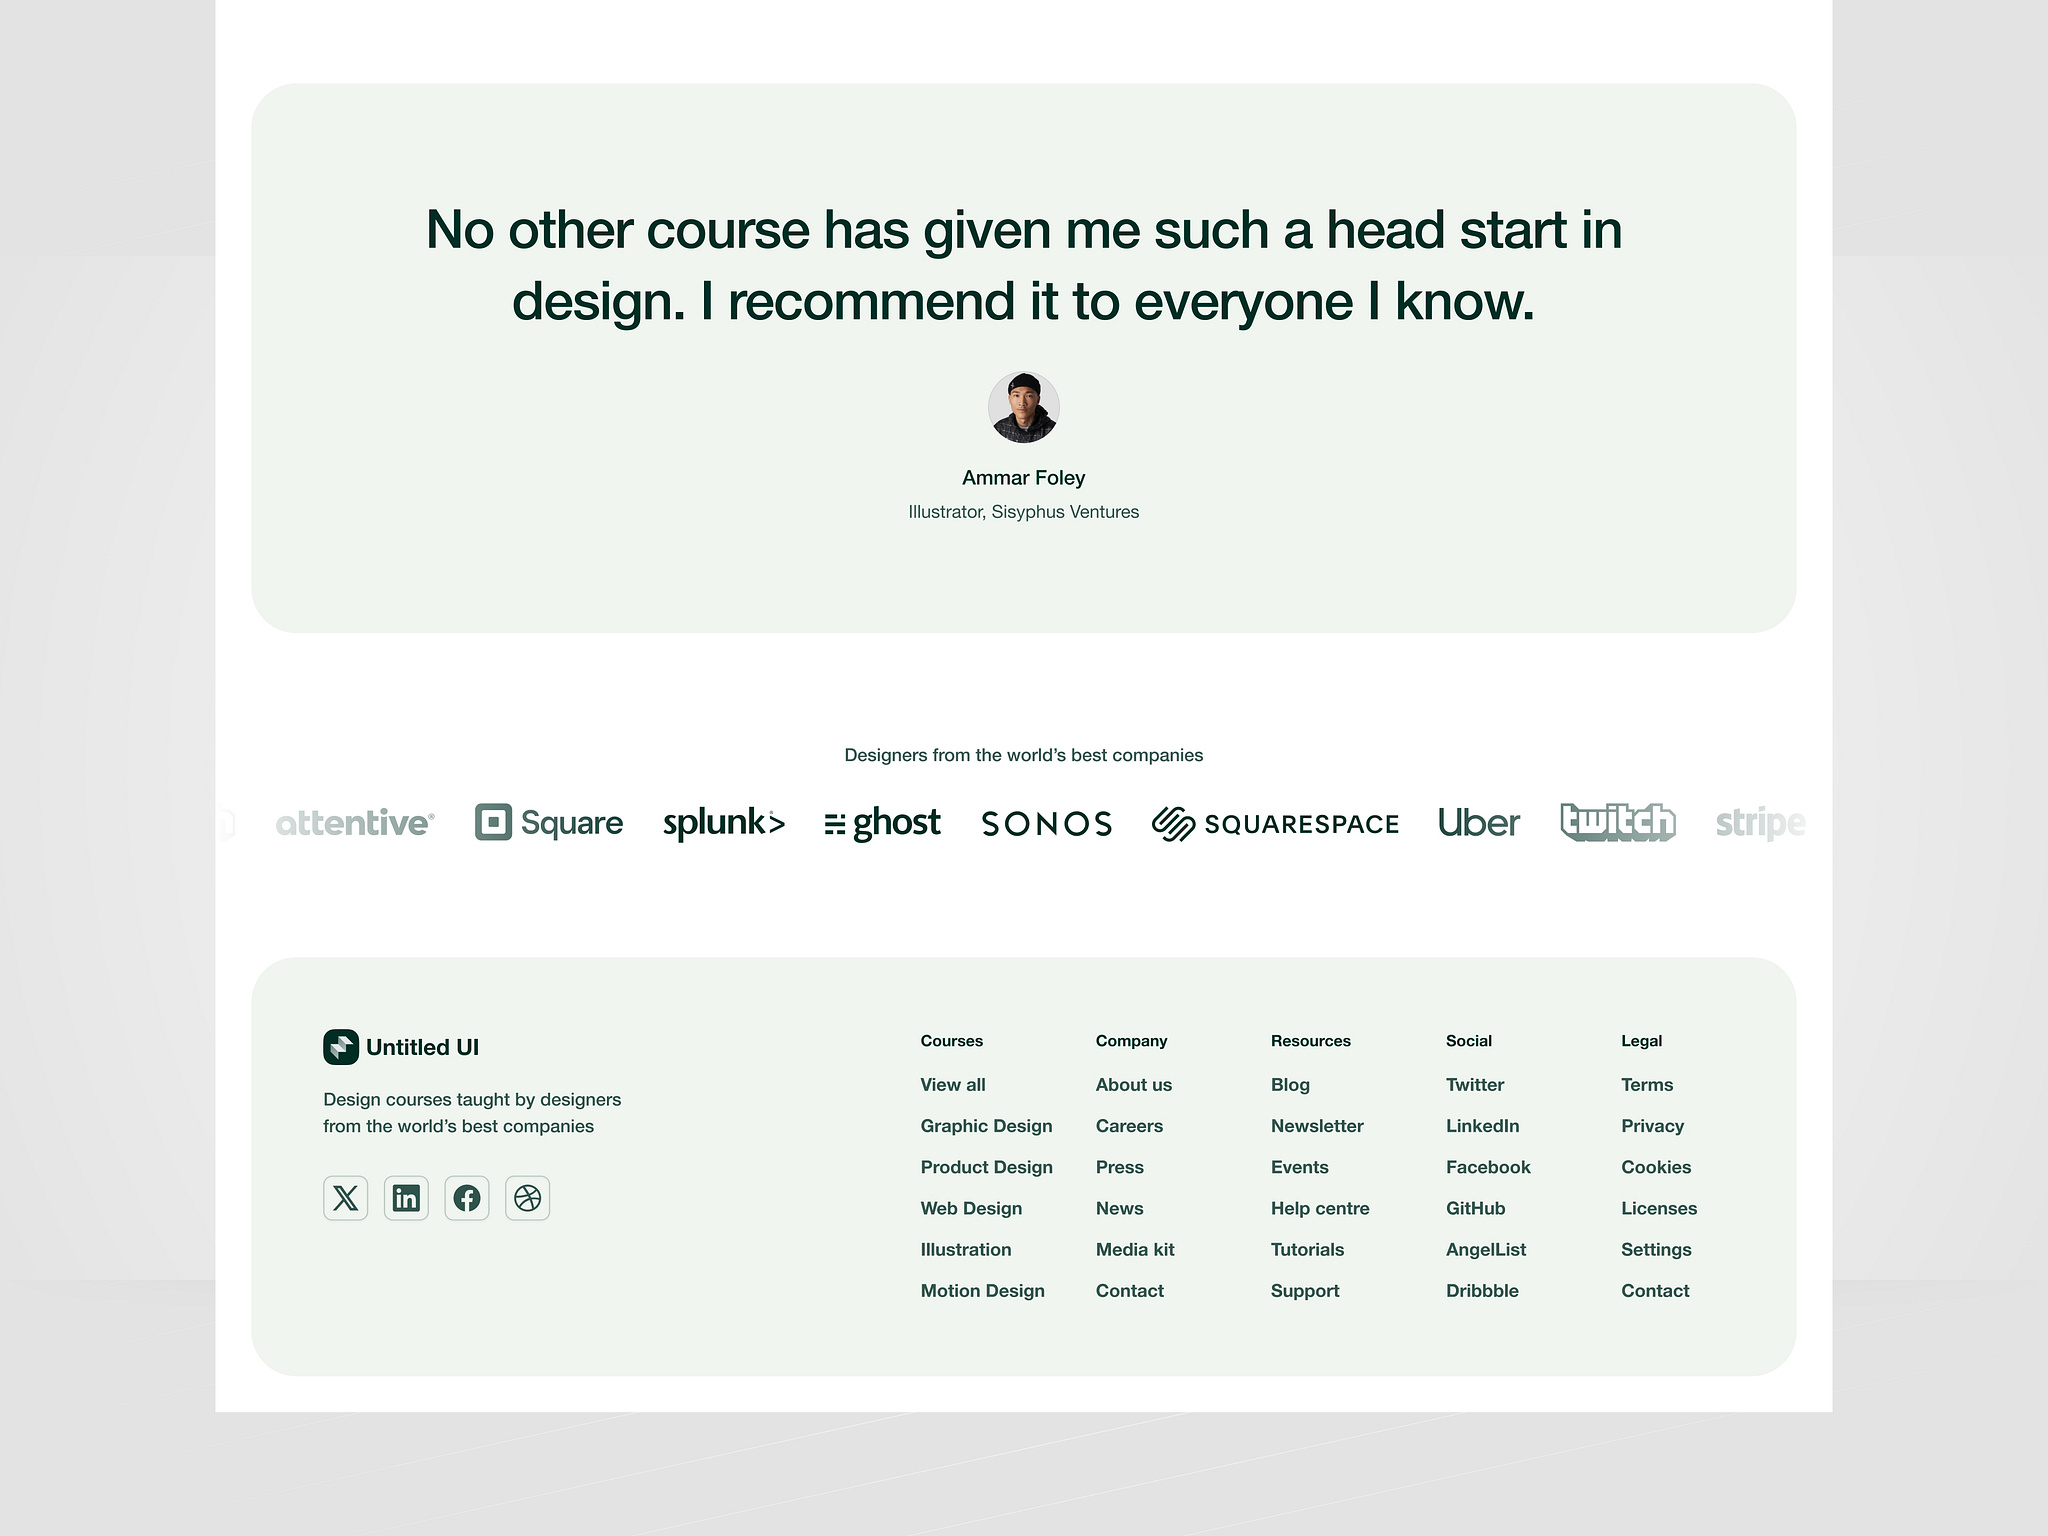 No other course has given me such a head start in
design. I recommend it to everyone I know.
Ammar Foley
Illustrator, Sisyphus Ventures
Designers from the world’s best companies
attentive®
Square
splunk>
ghost
SONOS
SQUARESPACE
Uber
twitch
stripe
Untitled UI
Design courses taught by designers
from the world’s best companies
Courses
View all
Graphic Design
Product Design
Web Design
Illustration
Motion Design
Company
About us
Careers
Press
News
Media kit
Contact
Resources
Blog
Newsletter
Events
Help centre
Tutorials
Support
Social
Twitter
LinkedIn
Facebook
GitHub
AngelList
Dribbble
Legal
Terms
Privacy
Cookies
Licenses
Settings
Contact